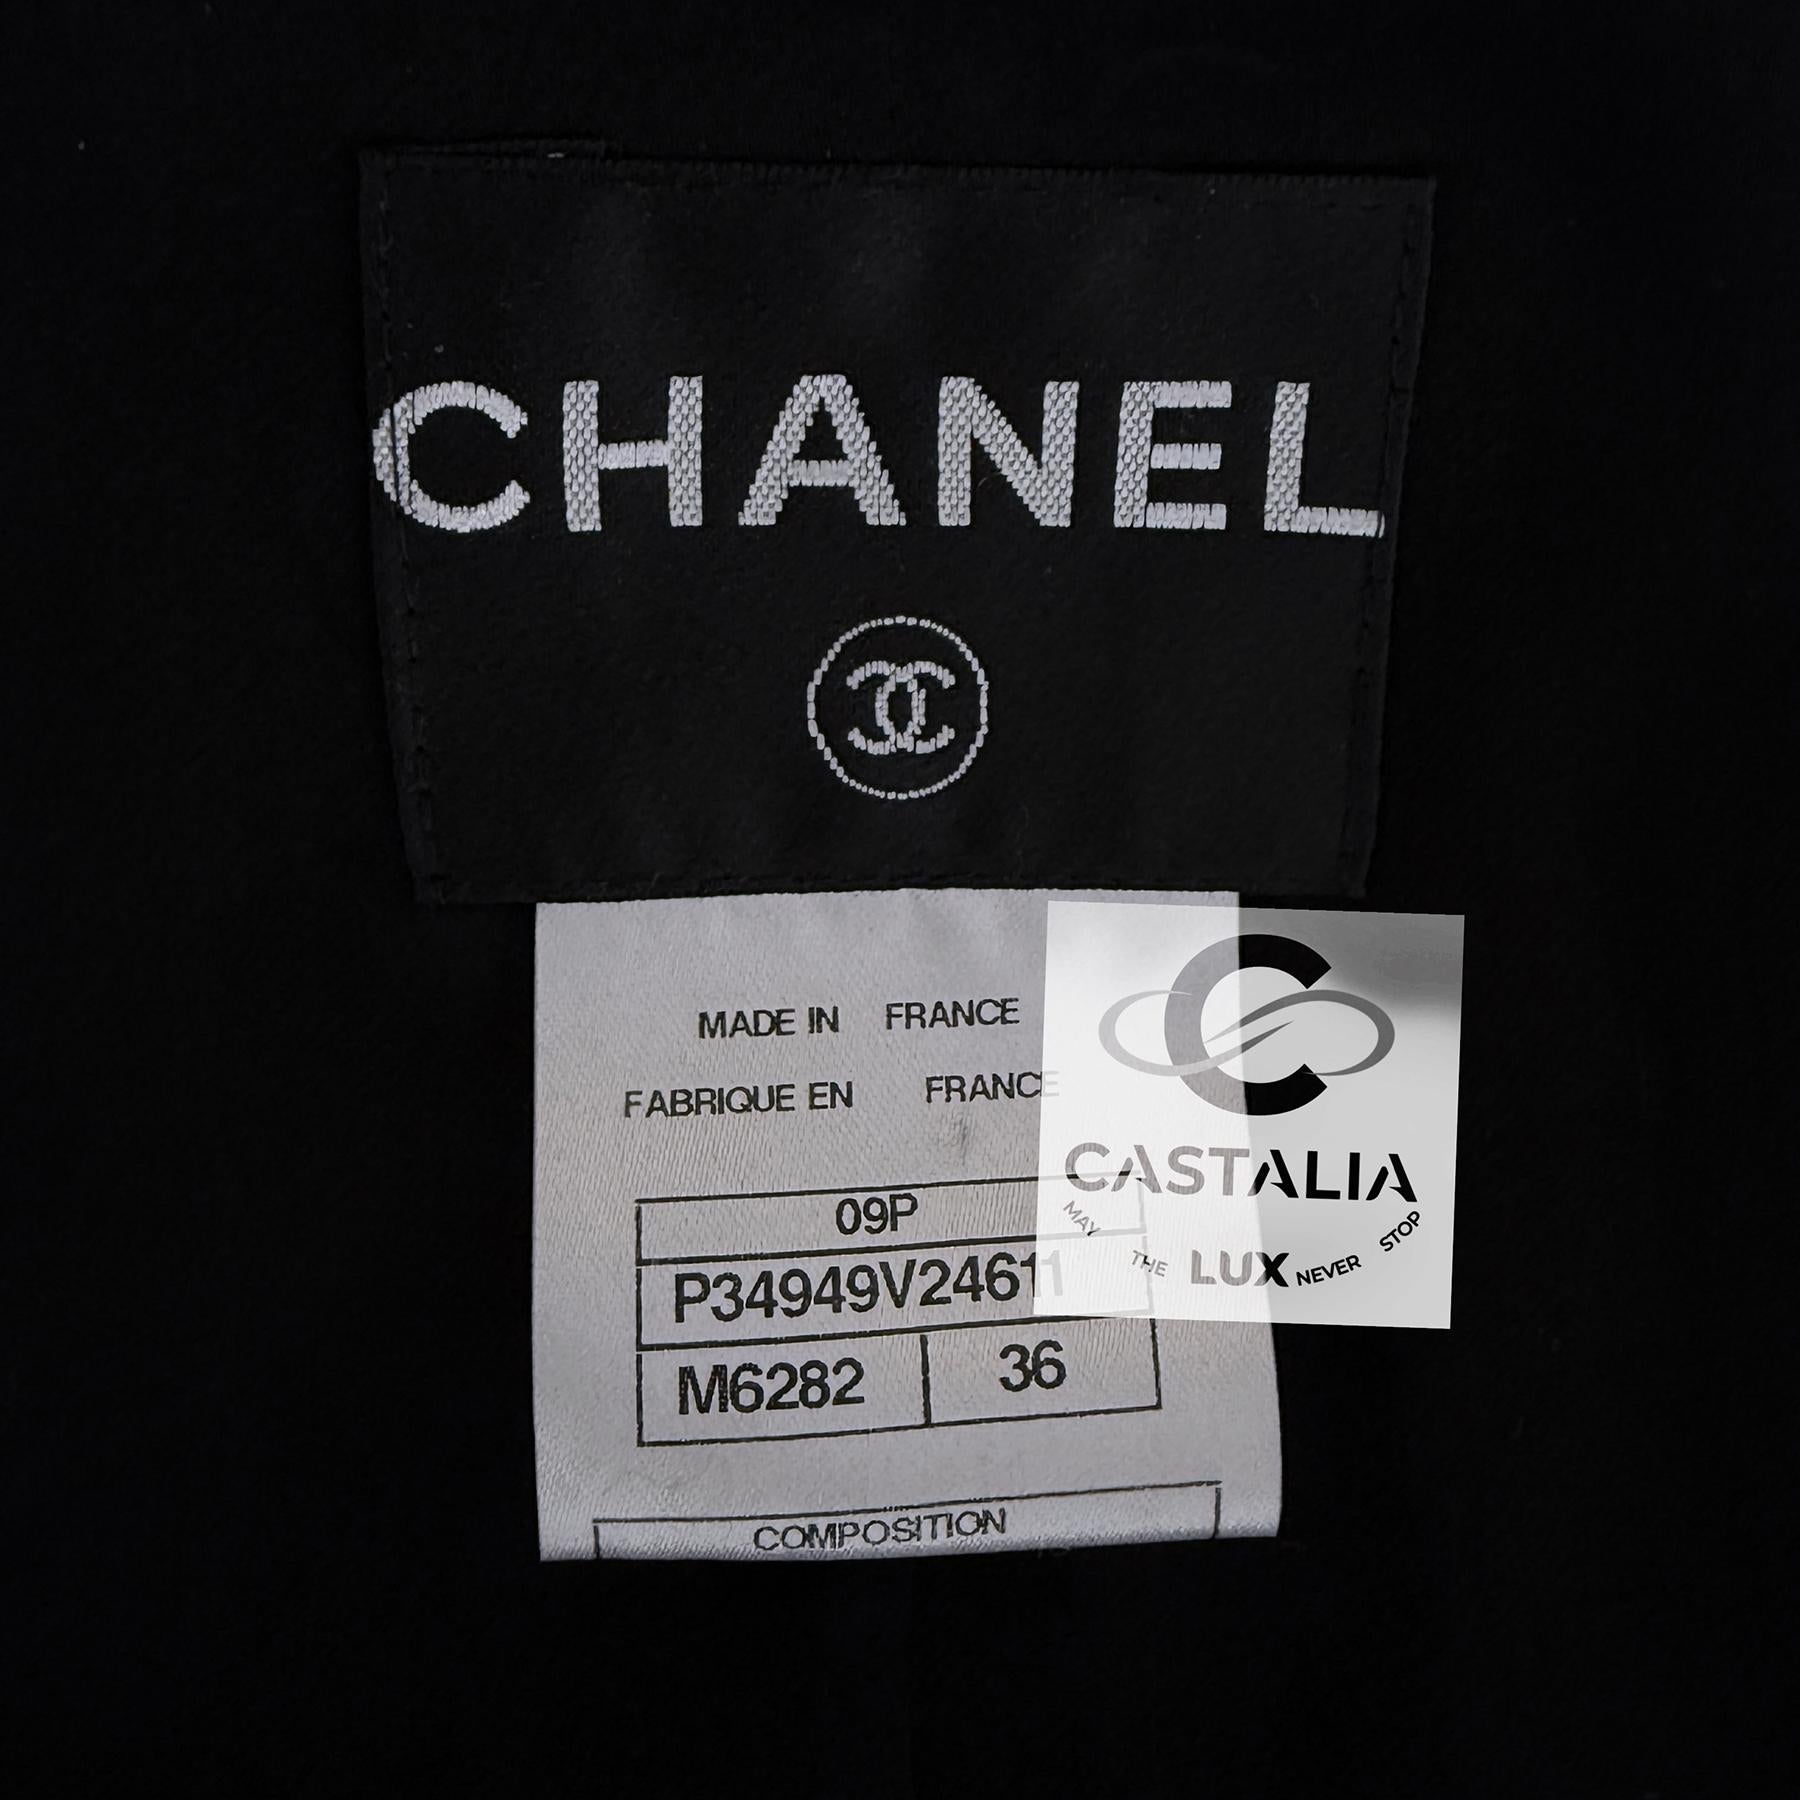 CHANEL
MADE IN FRANCE
FABRIQUE EN FRANCE
09P
P34949V24611
M6282 36
COMPOSITION
CASTALIA
MAY THE LUX NEVER STOP